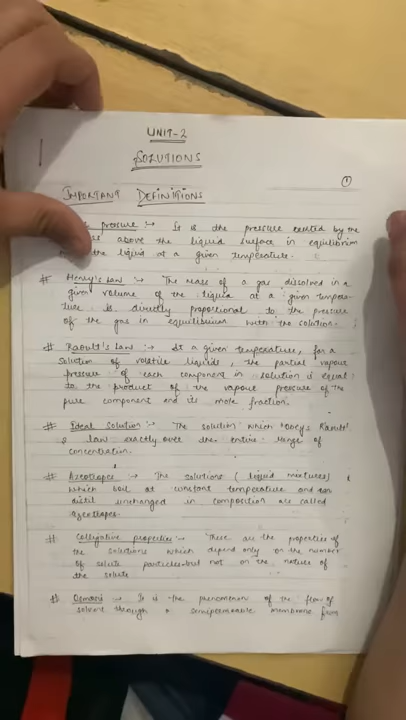 UNIT-2
SOLUTIONS
1
IMPORTANT DEFINITIONS
pressure :- It is the pressure exerted by the
above the liquid surface in equilibrium
the liquid at a given temperature.
# Henry's Law :- The mass of a gas dissolved in a
given volume of the liquid at a given tempera-
ture is directly proportional to the pressure
of the gas in equilibrium with the solution.
# Raoult's Law :- At a given temperature, for a
Solution of volatile liquids, the partial vapour
pressure of each component in solution is equal
to the product of the vapour pressure of the
pure component and its mole fraction.
# Ideal Solution :- The solution which obeys Raoult
s law exactly over the entire range of
concentration.
# Azeotropes :- The solutions (liquid mixtures)
which boil at constant temperature and can
distil unchanged in composition are called
azeotropes.
# Colligative properties :- These are the properties of
the solutions which depend only on the number
of solute particles but not on the nature of
the solute
# Osmosis :- It is the phenomenon of the flow of
solvent through a semipermeable membrane from